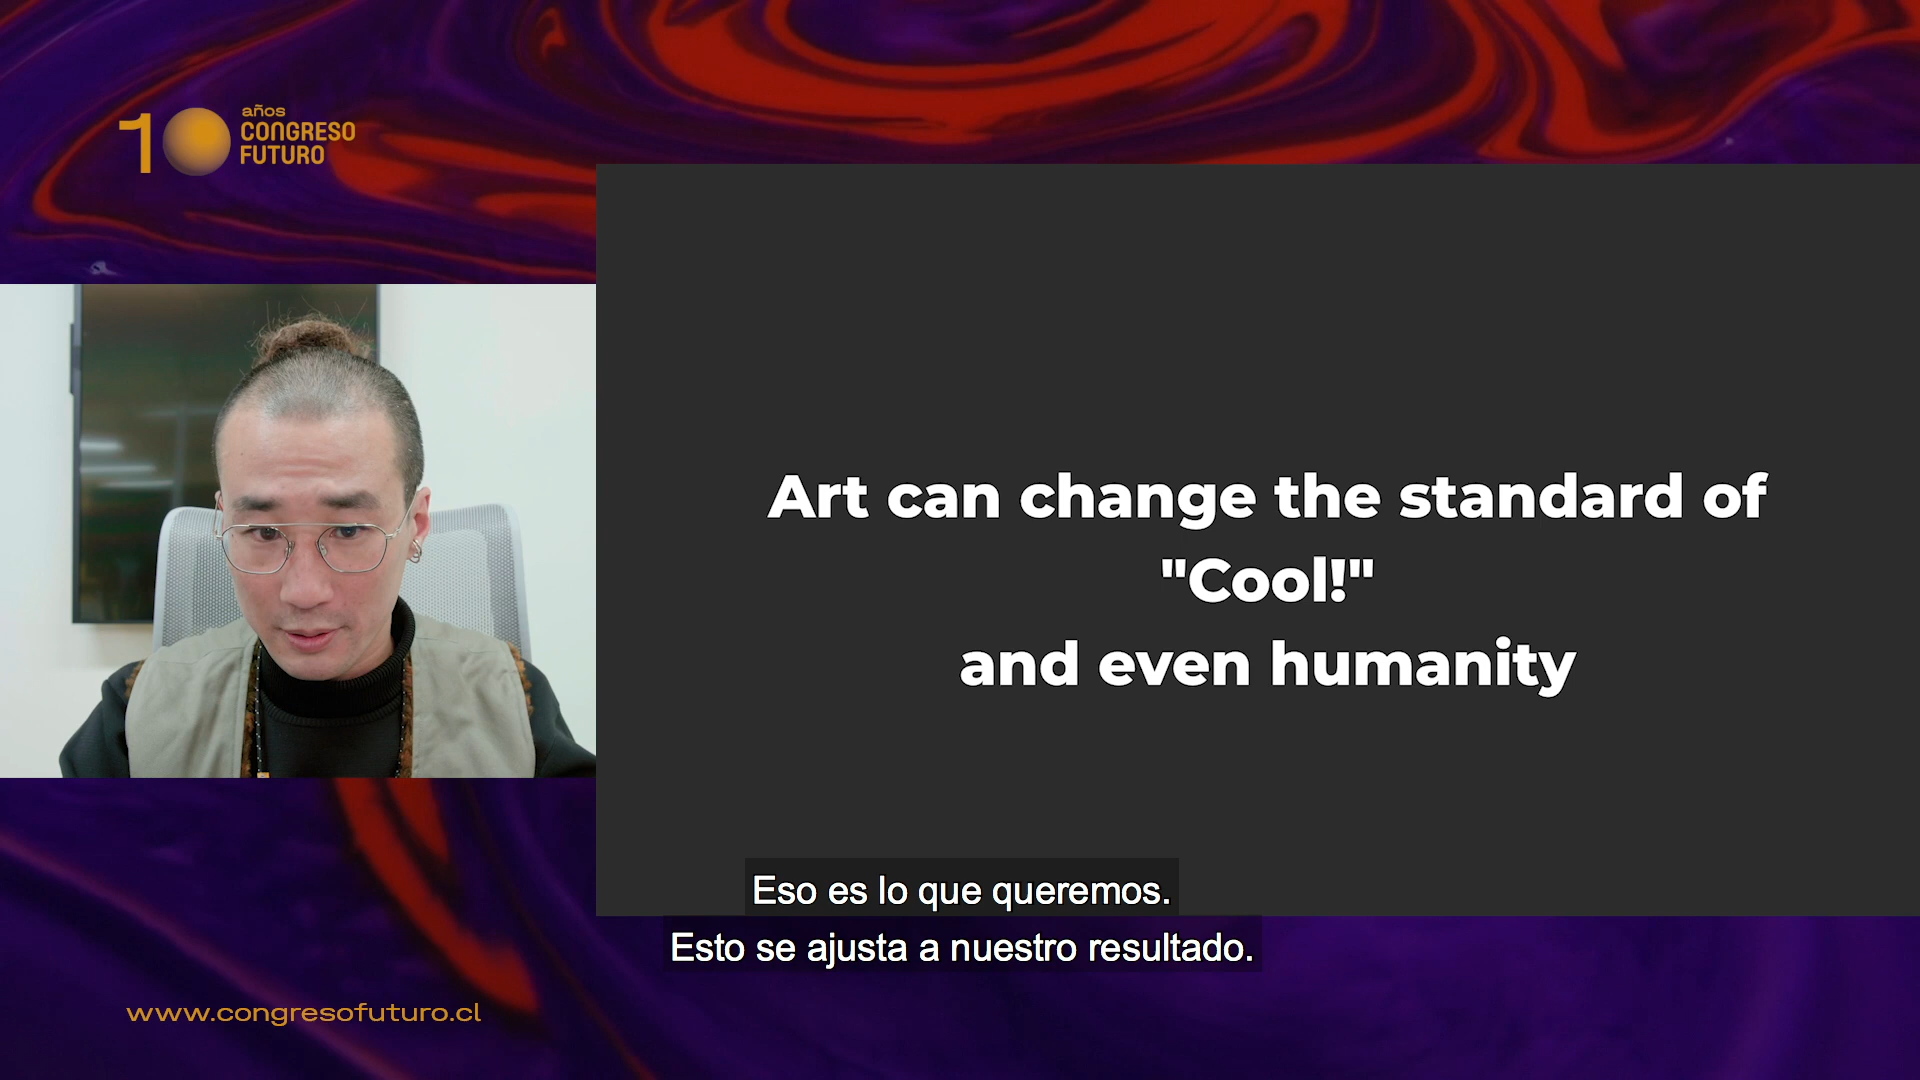 10 años
CONGRESO
FUTURO
Art can change the standard of
"Cool!"
and even humanity
Eso es lo que queremos.
Esto se ajusta a nuestro resultado.
www.congresofuturo.cl